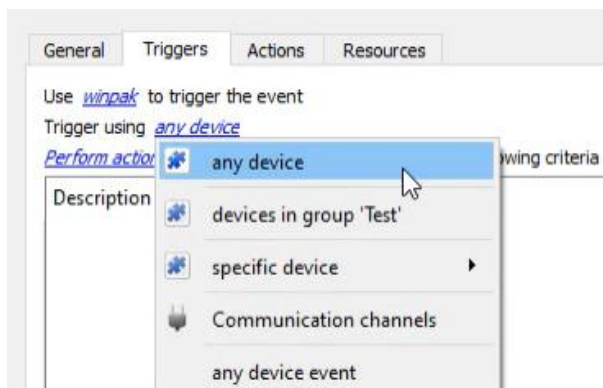 General Triggers Actions Resources
Use winpak to trigger the event
Trigger using any device
Perform action wing criteria
any device
Description
devices in group 'Test'
specific device
Communication channels
any device event